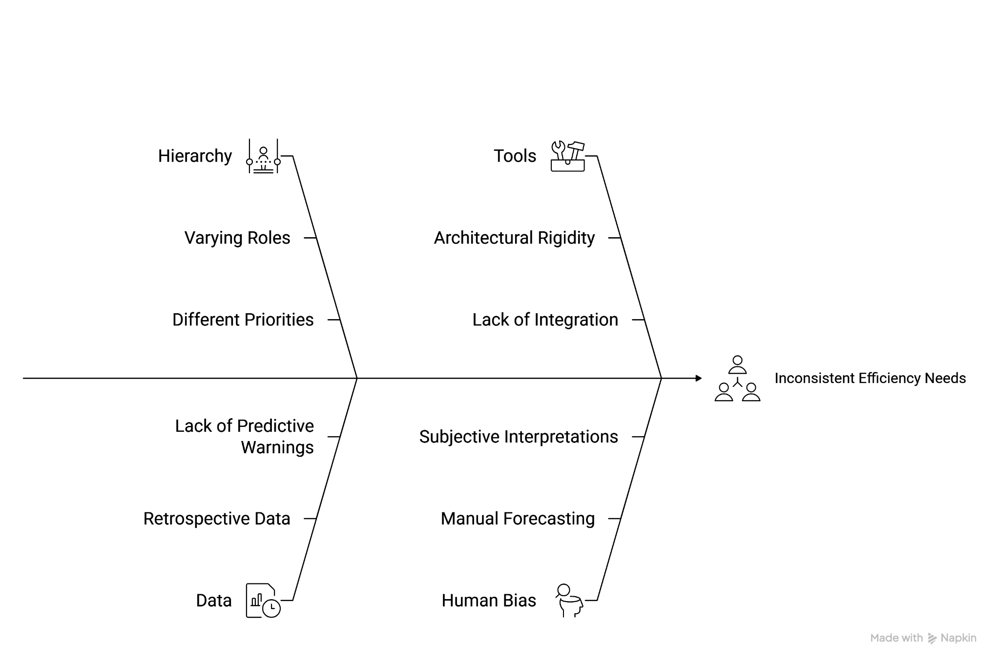 Hierarchy
Varying Roles
Different Priorities
Tools
Architectural Rigidity
Lack of Integration
Inconsistent Efficiency Needs
Lack of Predictive
Warnings
Retrospective Data
Data
Subjective Interpretations
Manual Forecasting
Human Bias
Made with Napkin